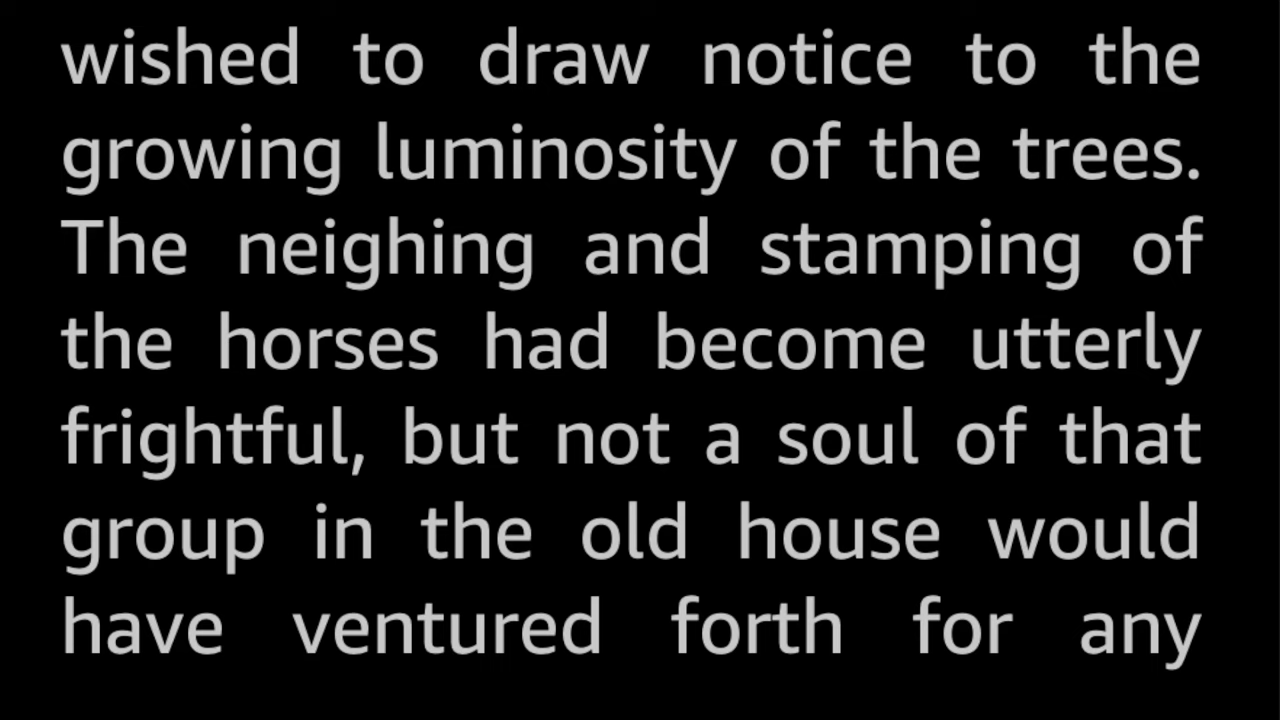 wished to draw notice to the
growing luminosity of the trees.
The neighing and stamping of
the horses had become utterly
frightful, but not a soul of that
group in the old house would
have ventured forth for any